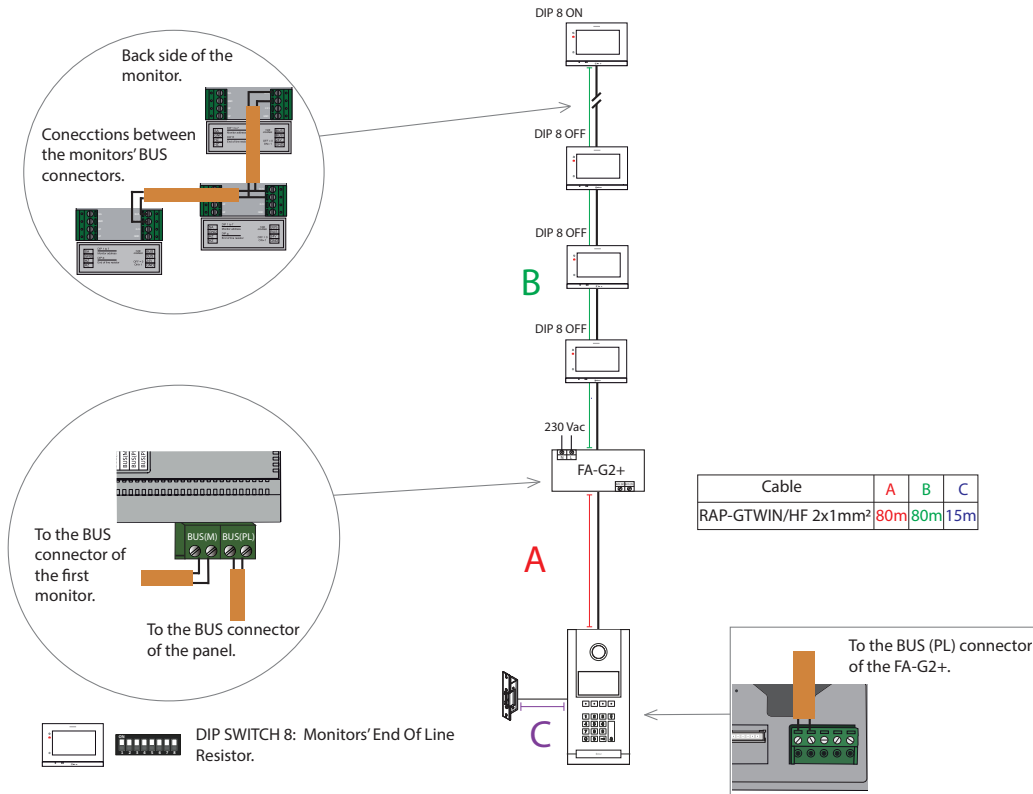 DIP 8 ON
Back side of the
monitor.
Conecctions between
the monitors' BUS
connectors.
DIP 8 OFF
DIP 8 OFF
B
DIP 8 OFF
230 Vac
FA-G2+
Cable A B C
RAP-GTWIN/HF 2x1mm² 80m 80m 15m
BUS(M)
BUS(PL)
BUS(M) BUS(PL)
To the BUS
connector of
the first
monitor.
To the BUS connector
of the panel.
A
To the BUS (PL) connector
of the FA-G2+.
C
DIP SWITCH 8: Monitors' End Of Line
Resistor.